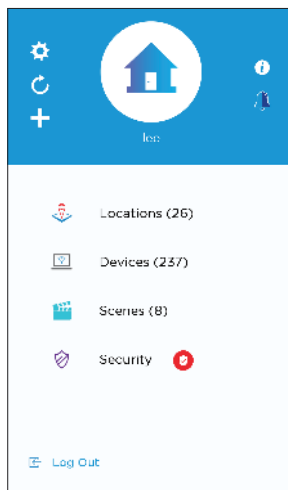 lee
Locations (26)
Devices (237)
Scenes (8)
Security
Log Out